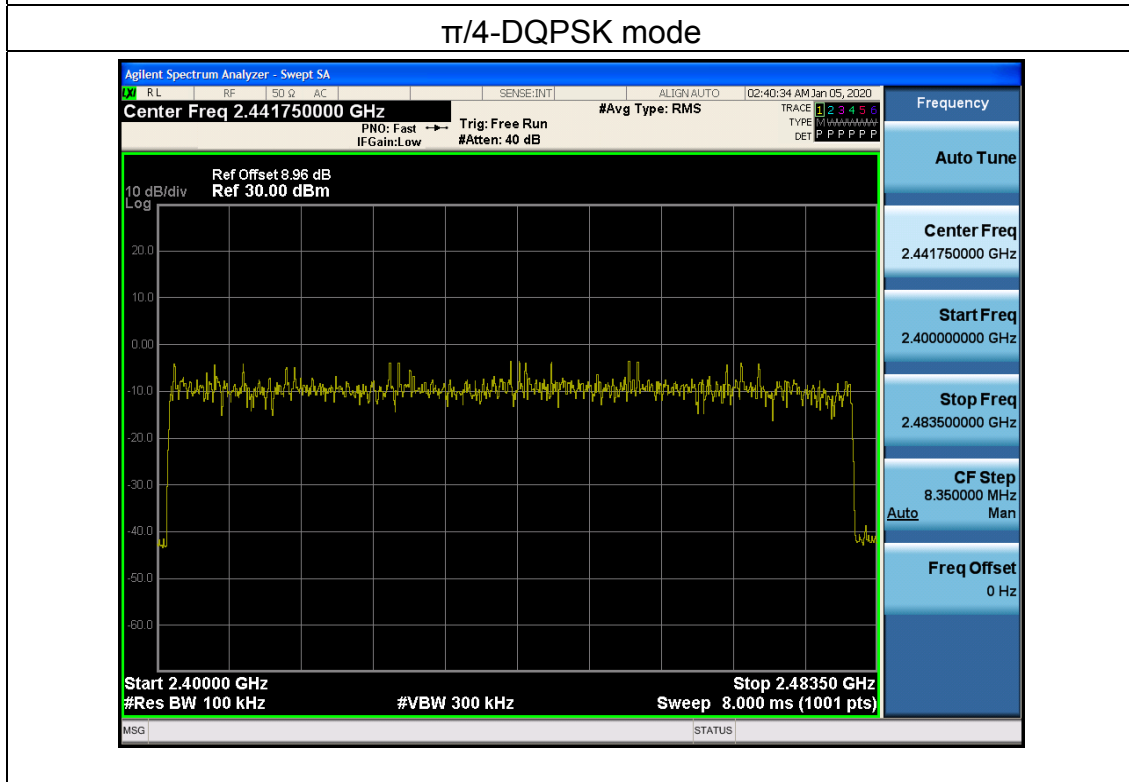 π/4-DQPSK mode
Agilent Spectrum Analyzer - Swept SA
LXI RL RF 50 Ω AC SENSE:INT ALIGN AUTO 02:40:34 AM Jan 05, 2020
Center Freq 2.441750000 GHz
PNO: Fast
IFGain:Low
Trig: Free Run
#Atten: 40 dB
#Avg Type: RMS
TRACE 1 2 3 4 5 6
TYPE M
DET P P P P P P
Ref Offset 8.96 dB
10 dB/div Ref 30.00 dBm
Log
20.0
10.0
0.00
-10.0
-20.0
-30.0
-40.0
-50.0
-60.0
Start 2.40000 GHz Stop 2.48350 GHz
#Res BW 100 kHz #VBW 300 kHz Sweep 8.000 ms (1001 pts)
MSG STATUS
Frequency
Auto Tune
Center Freq
2.441750000 GHz
Start Freq
2.400000000 GHz
Stop Freq
2.483500000 GHz
CF Step
8.350000 MHz
Auto Man
Freq Offset
0 Hz